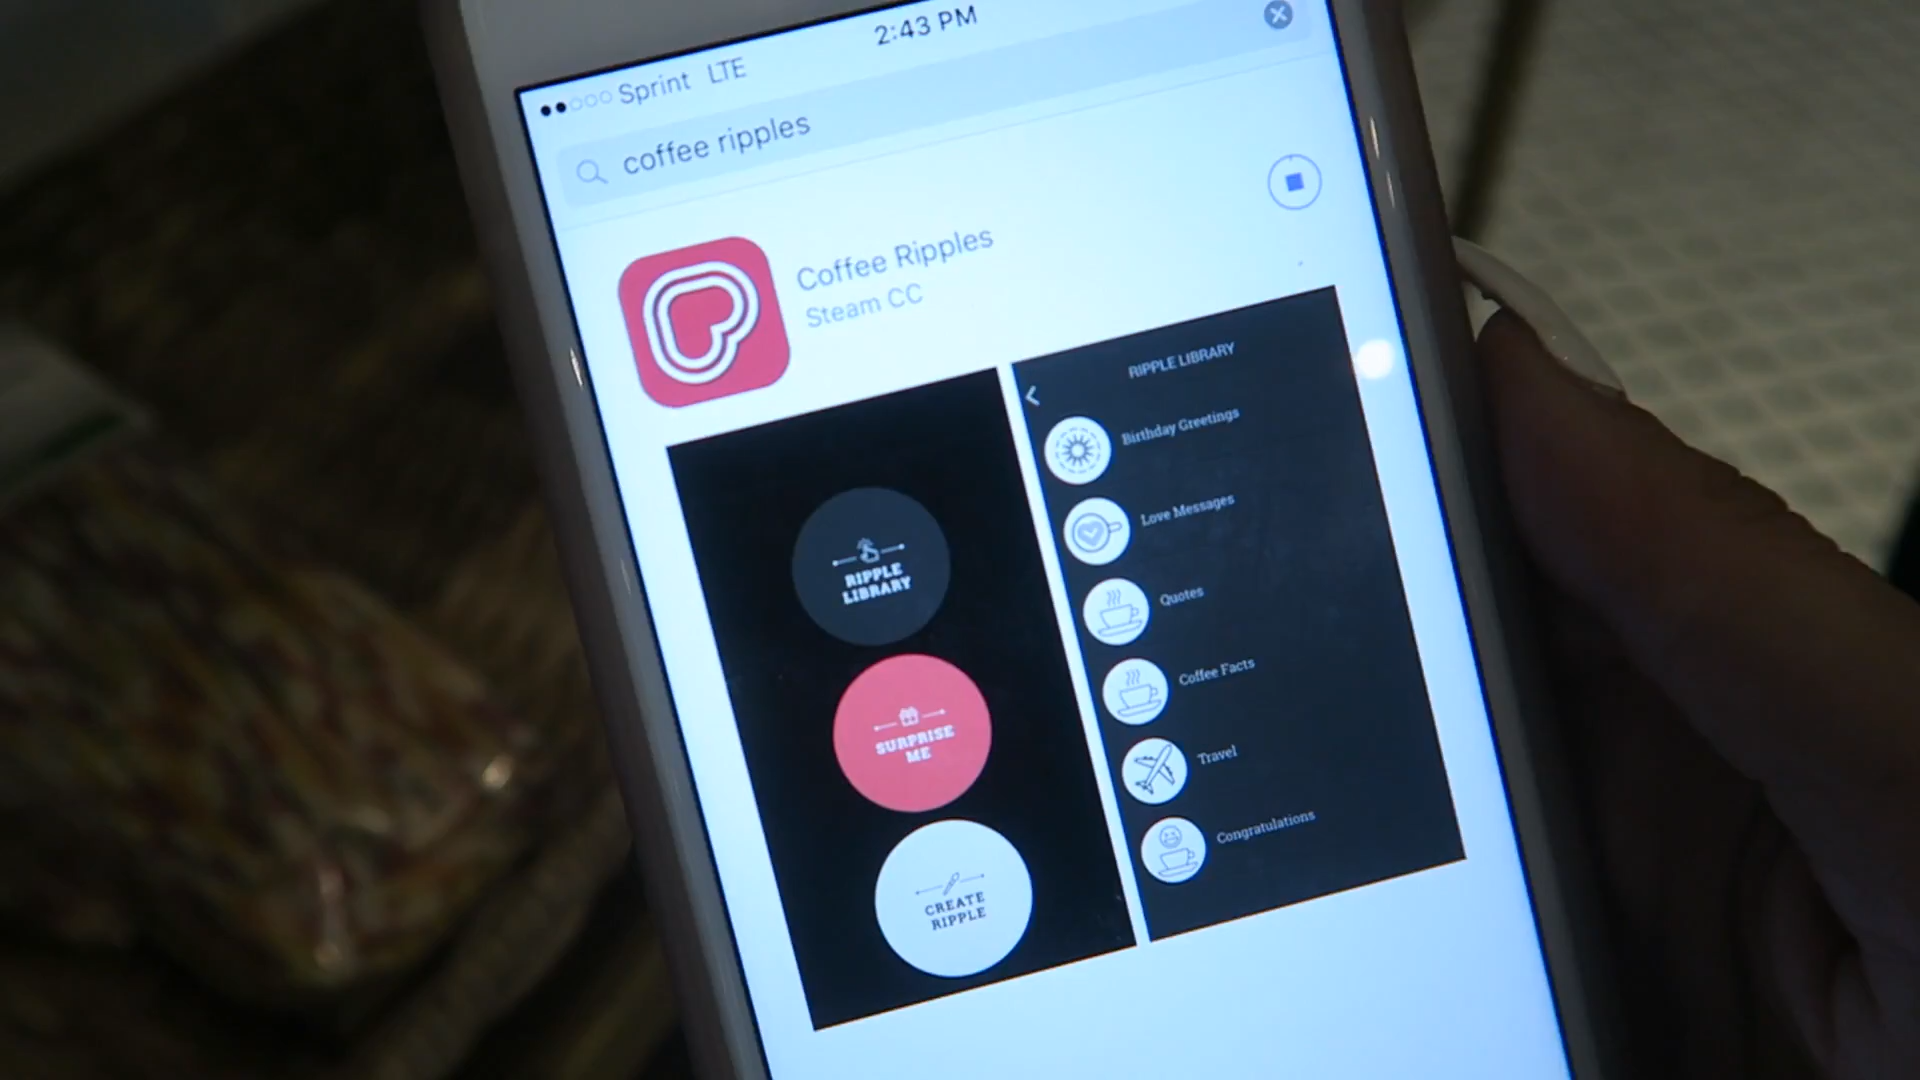 2:43 PM
Sprint LTE
coffee ripples
Coffee Ripples
Steam CC
RIPPLE
LIBRARY
SURPRISE
ME
CREATE
RIPPLE
RIPPLE LIBRARY
Birthday Greetings
Love Messages
Quotes
Coffee Facts
Travel
Congratulations